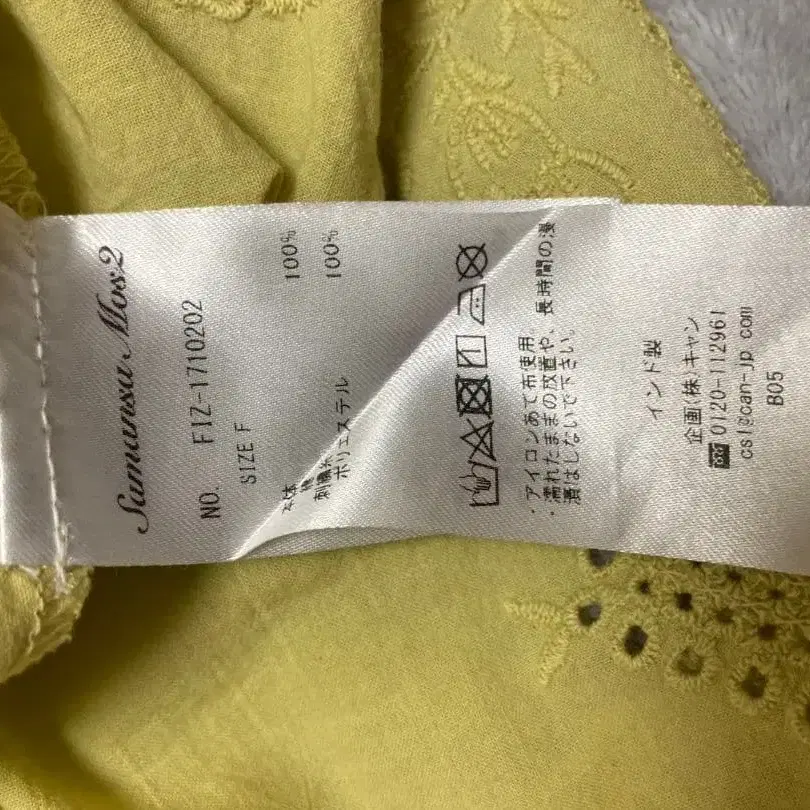 Samansa Mos2
NO. FIZ-1710202
SIZE F
本体 100%
刺繍 100%
ポリエステル
・アイロンあて布使用。
・濡れたままの放置や、長時間の浸
漬はしないで下さい。
インド製
企画(株)キャン
0120-112961
cs1@can-jp.com
B05